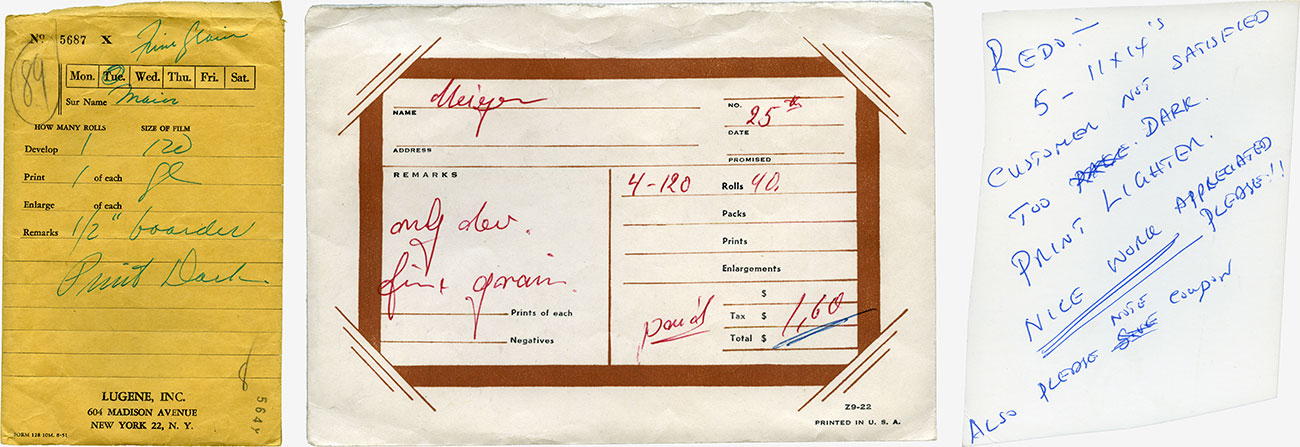 No 5687 X
Fine Grain
89
Mon. Tue. Wed. Thu. Fri. Sat.
Sur Name Maier
HOW MANY ROLLS SIZE OF FILM
Develop 1 120
Print 1 of each gl
Enlarge of each
Remarks 1/2" boarder
Print Dark
LUGENE, INC.
604 MADISON AVENUE
NEW YORK 22, N. Y.
FORM 128 10M. 8-51
NAME Meiyer
NO.
25th
DATE
ADDRESS
PROMISED
REMARKS
only dev.
fine grain.
Prints of each
Negatives
4-120 Rolls 40.
Packs
Prints
Enlargements
$
paid Tax $ 1,60
Total $
Z9-22
PRINTED IN U. S. A.
REDO:-
5 - 11X14's
CUSTOMER NOT SATISFIED
TOO DARK.
PRINT LIGHTER.
NICE WORK APPRECIATED
PLEASE!!
ALSO PLEASE NOTE COUPON